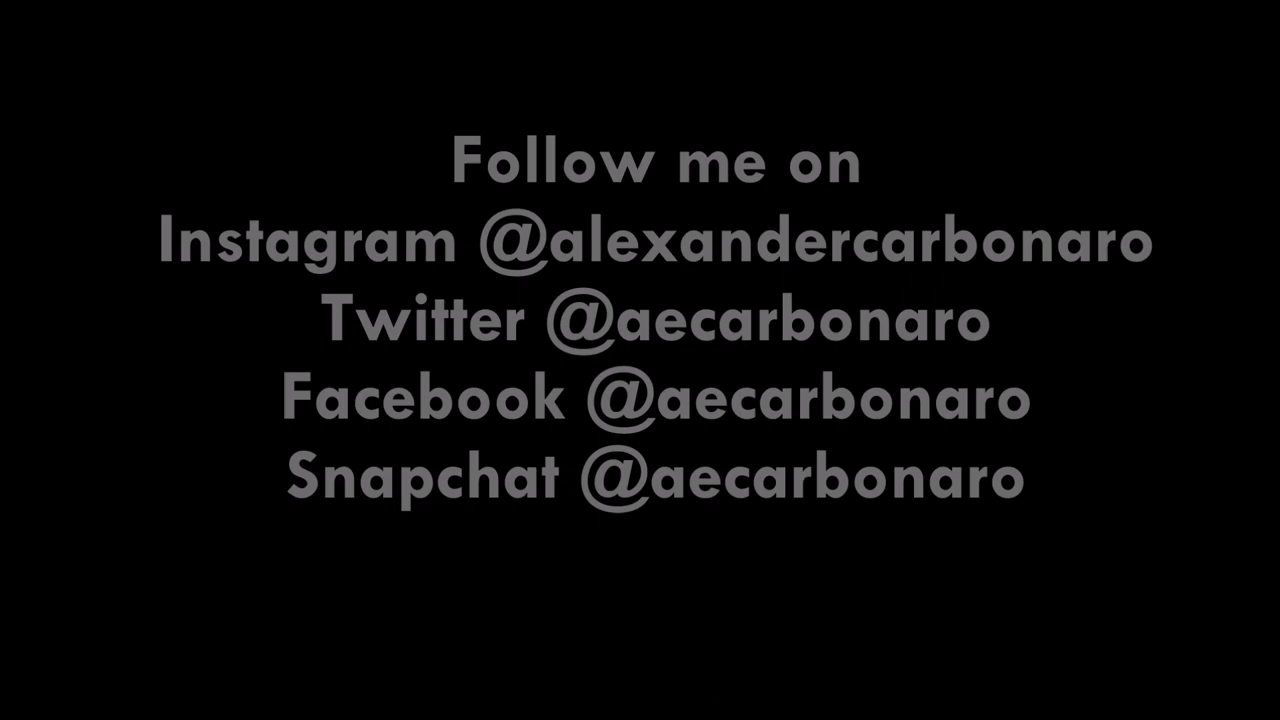 Follow me on
Instagram @alexandercarbonaro
Twitter @aecarbonaro
Facebook @aecarbonaro
Snapchat @aecarbonaro